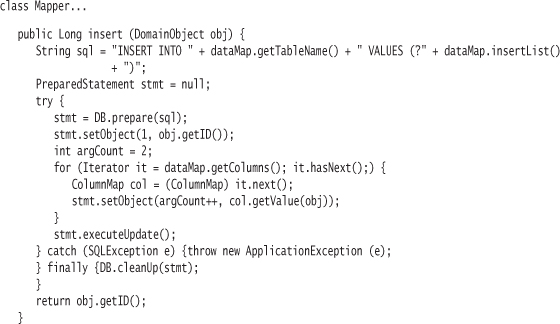 class Mapper...
public Long insert (DomainObject obj) {
String sql = "INSERT INTO " + dataMap.getTableName() + " VALUES (?" + dataMap.insertList()
+ ")";
PreparedStatement stmt = null;
try {
stmt = DB.prepare(sql);
stmt.setObject(1, obj.getID());
int argCount = 2;
for (Iterator it = dataMap.getColumns(); it.hasNext();) {
ColumnMap col = (ColumnMap) it.next();
stmt.setObject(argCount++, col.getValue(obj));
}
stmt.executeUpdate();
} catch (SQLException e) {throw new ApplicationException (e);
} finally {DB.cleanUp(stmt);
}
return obj.getID();
}